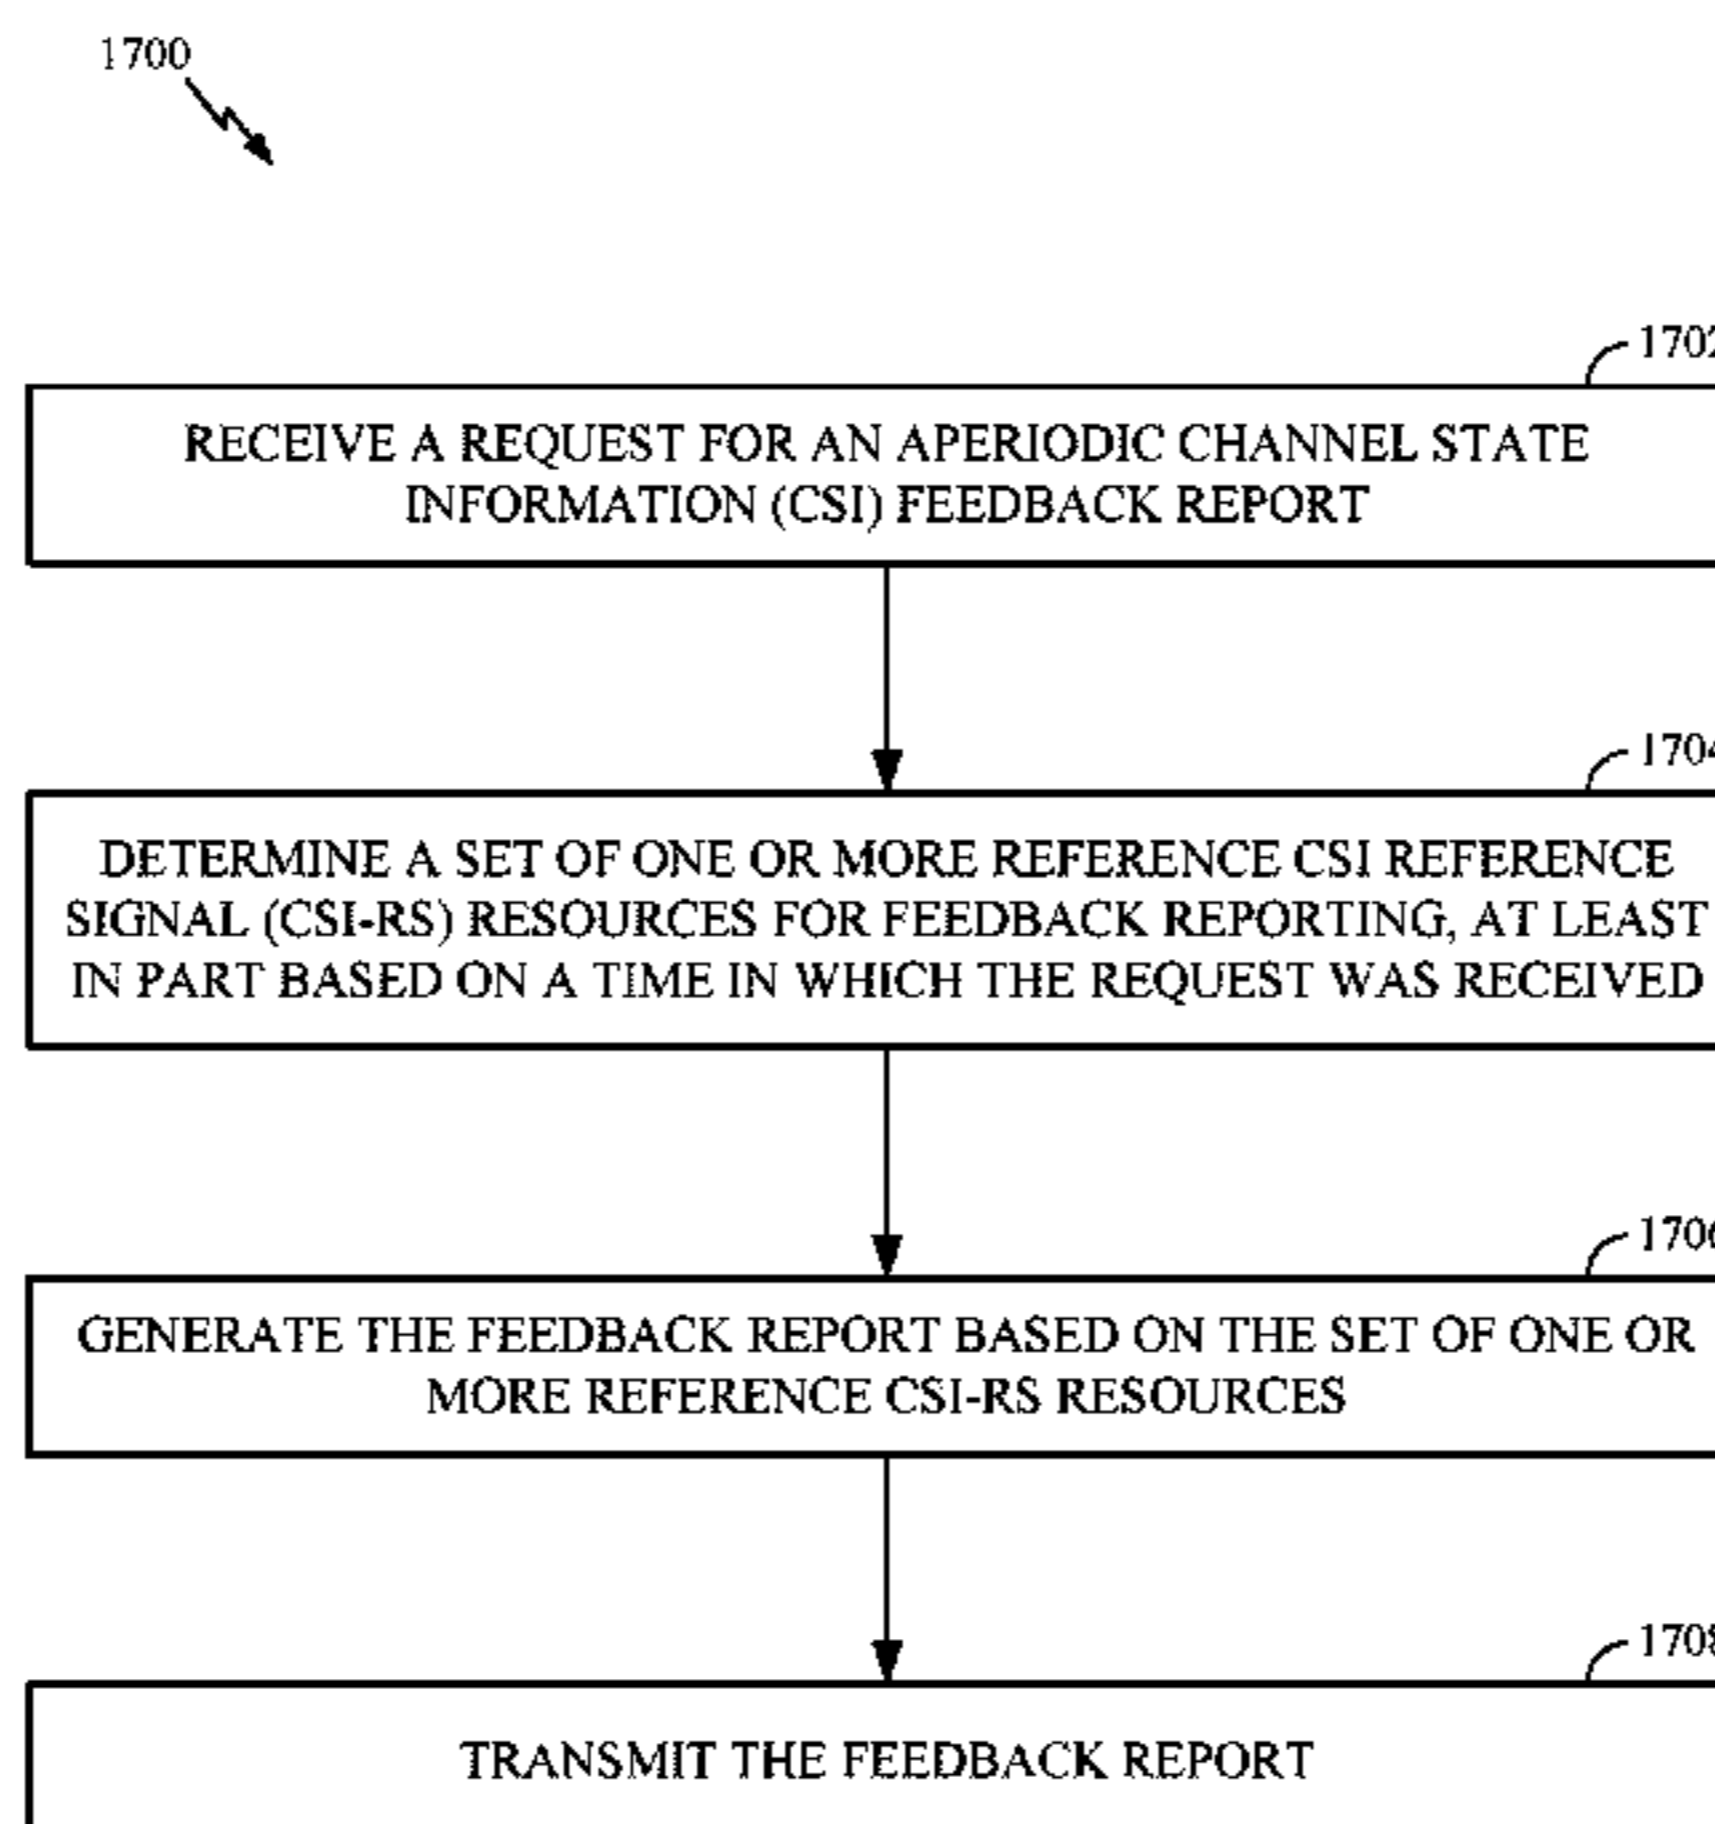 1700
1702
RECEIVE A REQUEST FOR AN APERIODIC CHANNEL STATE
INFORMATION (CSI) FEEDBACK REPORT
1704
DETERMINE A SET OF ONE OR MORE REFERENCE CSI REFERENCE
SIGNAL (CSI-RS) RESOURCES FOR FEEDBACK REPORTING, AT LEAST
IN PART BASED ON A TIME IN WHICH THE REQUEST WAS RECEIVED
1706
GENERATE THE FEEDBACK REPORT BASED ON THE SET OF ONE OR
MORE REFERENCE CSI-RS RESOURCES
1708
TRANSMIT THE FEEDBACK REPORT